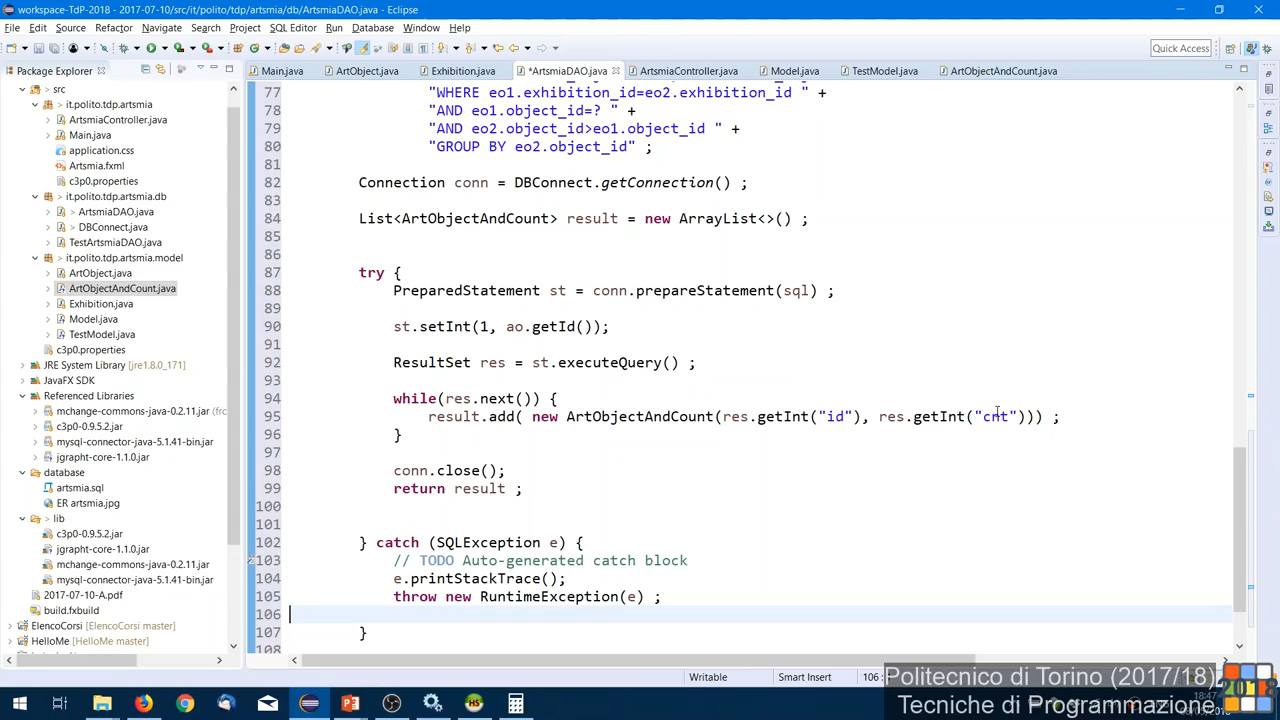 workspace-TdP-2018 - 2017-07-10/src/it/polito/tdp/artsmia/db/ArtsmiaDAO.java - Eclipse
File Edit Source Refactor Navigate Search Project SQL Editor Run Database Window Help
Quick Access
Package Explorer
Main.java ArtObject.java Exhibition.java *ArtsmiaDAO.java ArtsmiaController.java Model.java TestModel.java ArtObjectAndCount.java
src
it.polito.tdp.artsmia
ArtsmiaController.java
Main.java
application.css
Artsmia.fxml
c3p0.properties
it.polito.tdp.artsmia.db
ArtsmiaDAO.java
DBConnect.java
TestArtsmiaDAO.java
it.polito.tdp.artsmia.model
ArtObject.java
ArtObjectAndCount.java
Exhibition.java
Model.java
TestModel.java
c3p0.properties
JRE System Library [jre1.8.0_171]
JavaFX SDK
Referenced Libraries
mchange-commons-java-0.2.11.jar (frc
c3p0-0.9.5.2.jar
mysql-connector-java-5.1.41-bin.jar
jgrapht-core-1.1.0.jar
database
artsmia.sql
ER artsmia.jpg
lib
c3p0-0.9.5.2.jar
jgrapht-core-1.1.0.jar
mchange-commons-java-0.2.11.jar
mysql-connector-java-5.1.41-bin.jar
2017-07-10-A.pdf
build.fxbuild
ElencoCorsi [ElencoCorsi master]
HelloMe [HelloMe master]
77 "WHERE eo1.exhibition_id=eo2.exhibition_id " +
78 "AND eo1.object_id=? " +
79 "AND eo2.object_id>eo1.object_id " +
80 "GROUP BY eo2.object_id" ;
81
82 Connection conn = DBConnect.getConnection() ;
83
84 List<ArtObjectAndCount> result = new ArrayList<>() ;
85
86
87 try {
88 PreparedStatement st = conn.prepareStatement(sql) ;
89
90 st.setInt(1, ao.getId());
91
92 ResultSet res = st.executeQuery() ;
93
94 while(res.next()) {
95 result.add( new ArtObjectAndCount(res.getInt("id"), res.getInt("cnt"))) ;
96 }
97
98 conn.close();
99 return result ;
100
101
102 } catch (SQLException e) {
103 // TODO Auto-generated catch block
104 e.printStackTrace();
105 throw new RuntimeException(e) ;
106
107 }
108
Writable Smart Insert 106 :
Politecnico di Torino (2017/18)
Tecniche di Programmazione
2018
18:47